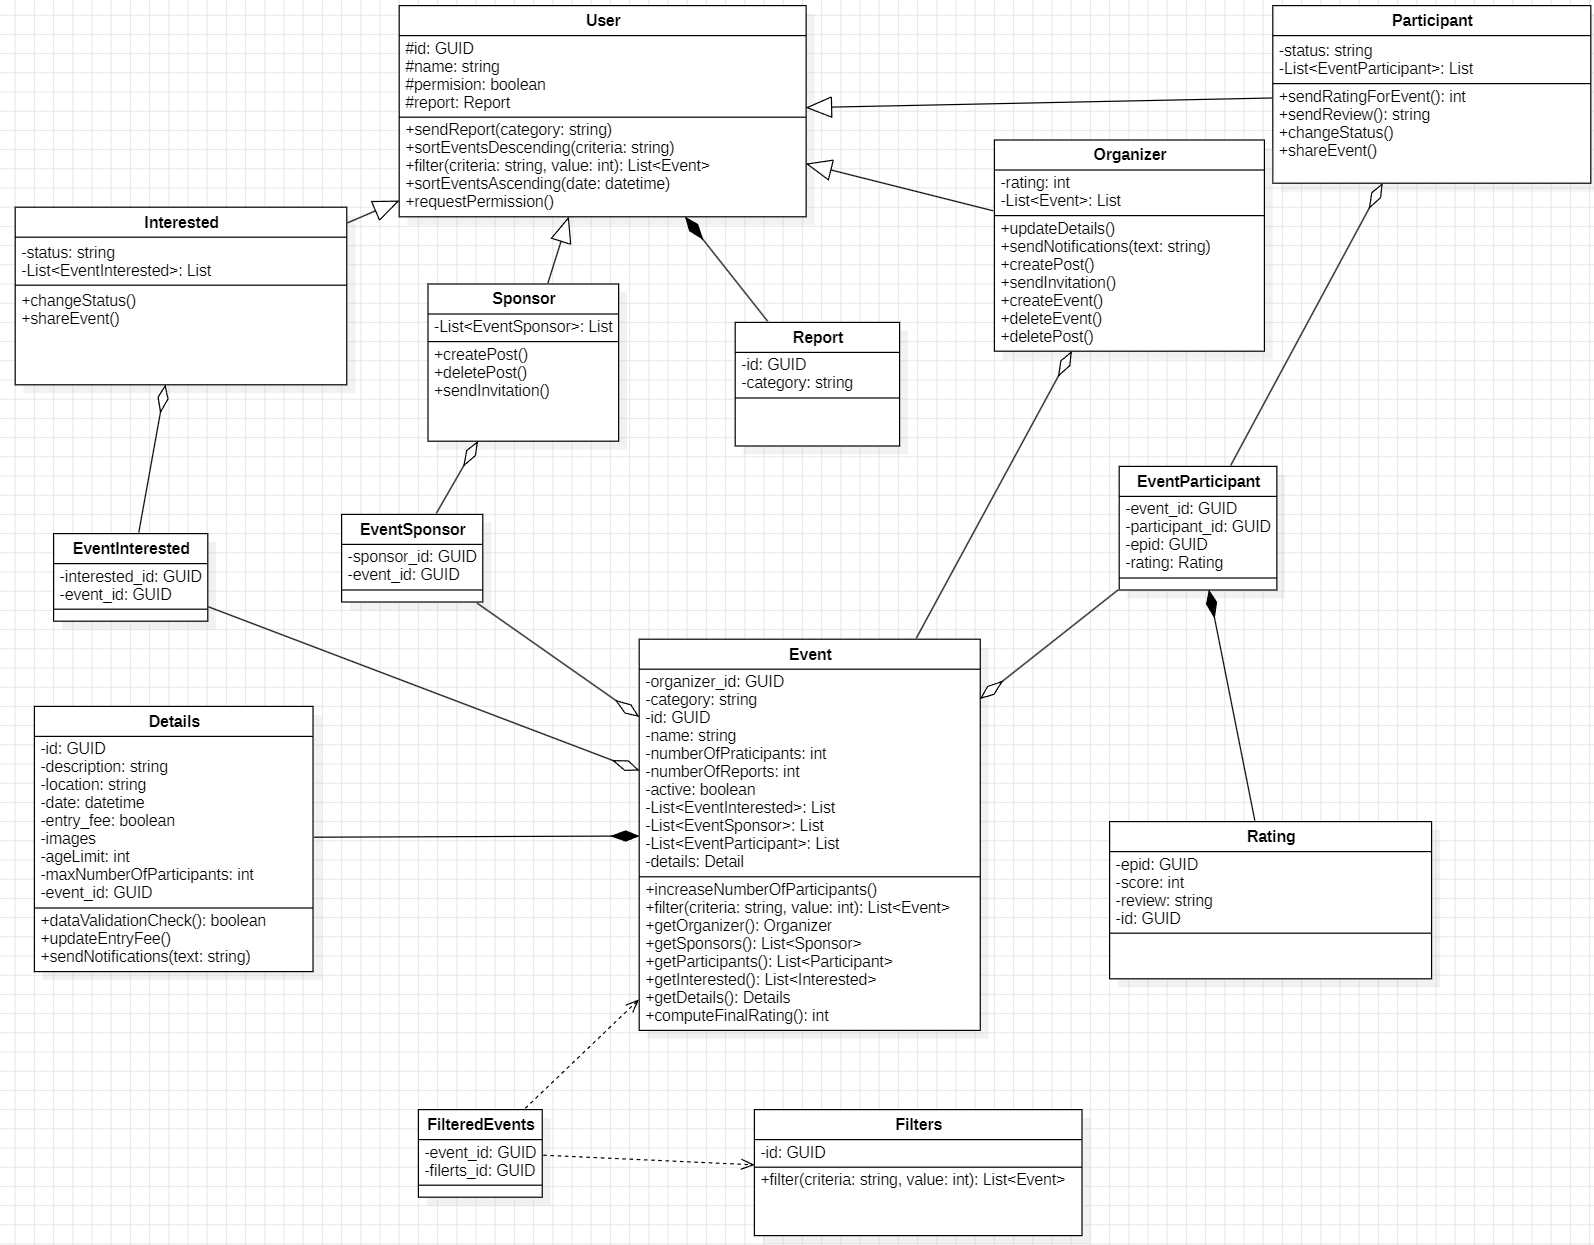 User
#id: GUID
#name: string
#permision: boolean
#report: Report
+sendReport(category: string)
+sortEventsDescending(criteria: string)
+filter(criteria: string, value: int): List<Event>
+sortEventsAscending(date: datetime)
+requestPermission()
Participant
-status: string
-List<EventParticipant>: List
+sendRatingForEvent(): int
+sendReview(): string
+changeStatus()
+shareEvent()
Organizer
-rating: int
-List<Event>: List
+updateDetails()
+sendNotifications(text: string)
+createPost()
+sendInvitation()
+createEvent()
+deleteEvent()
+deletePost()
Interested
-status: string
-List<EventInterested>: List
+changeStatus()
+shareEvent()
Sponsor
-List<EventSponsor>: List
+createPost()
+deletePost()
+sendInvitation()
Report
-id: GUID
-category: string
EventParticipant
-event_id: GUID
-participant_id: GUID
-epid: GUID
-rating: Rating
EventSponsor
-sponsor_id: GUID
-event_id: GUID
EventInterested
-interested_id: GUID
-event_id: GUID
Event
-organizer_id: GUID
-category: string
-id: GUID
-name: string
-numberOfPraticipants: int
-numberOfReports: int
-active: boolean
-List<EventInterested>: List
-List<EventSponsor>: List
-List<EventParticipant>: List
-details: Detail
+increaseNumberOfParticipants()
+filter(criteria: string, value: int): List<Event>
+getOrganizer(): Organizer
+getSponsors(): List<Sponsor>
+getParticipants(): List<Participant>
+getInterested(): List<Interested>
+getDetails(): Details
+computeFinalRating(): int
Details
-id: GUID
-description: string
-location: string
-date: datetime
-entry_fee: boolean
-images
-ageLimit: int
-maxNumberOfParticipants: int
-event_id: GUID
+dataValidationCheck(): boolean
+updateEntryFee()
+sendNotifications(text: string)
Rating
-epid: GUID
-score: int
-review: string
-id: GUID
FilteredEvents
-event_id: GUID
-filerts_id: GUID
Filters
-id: GUID
+filter(criteria: string, value: int): List<Event>